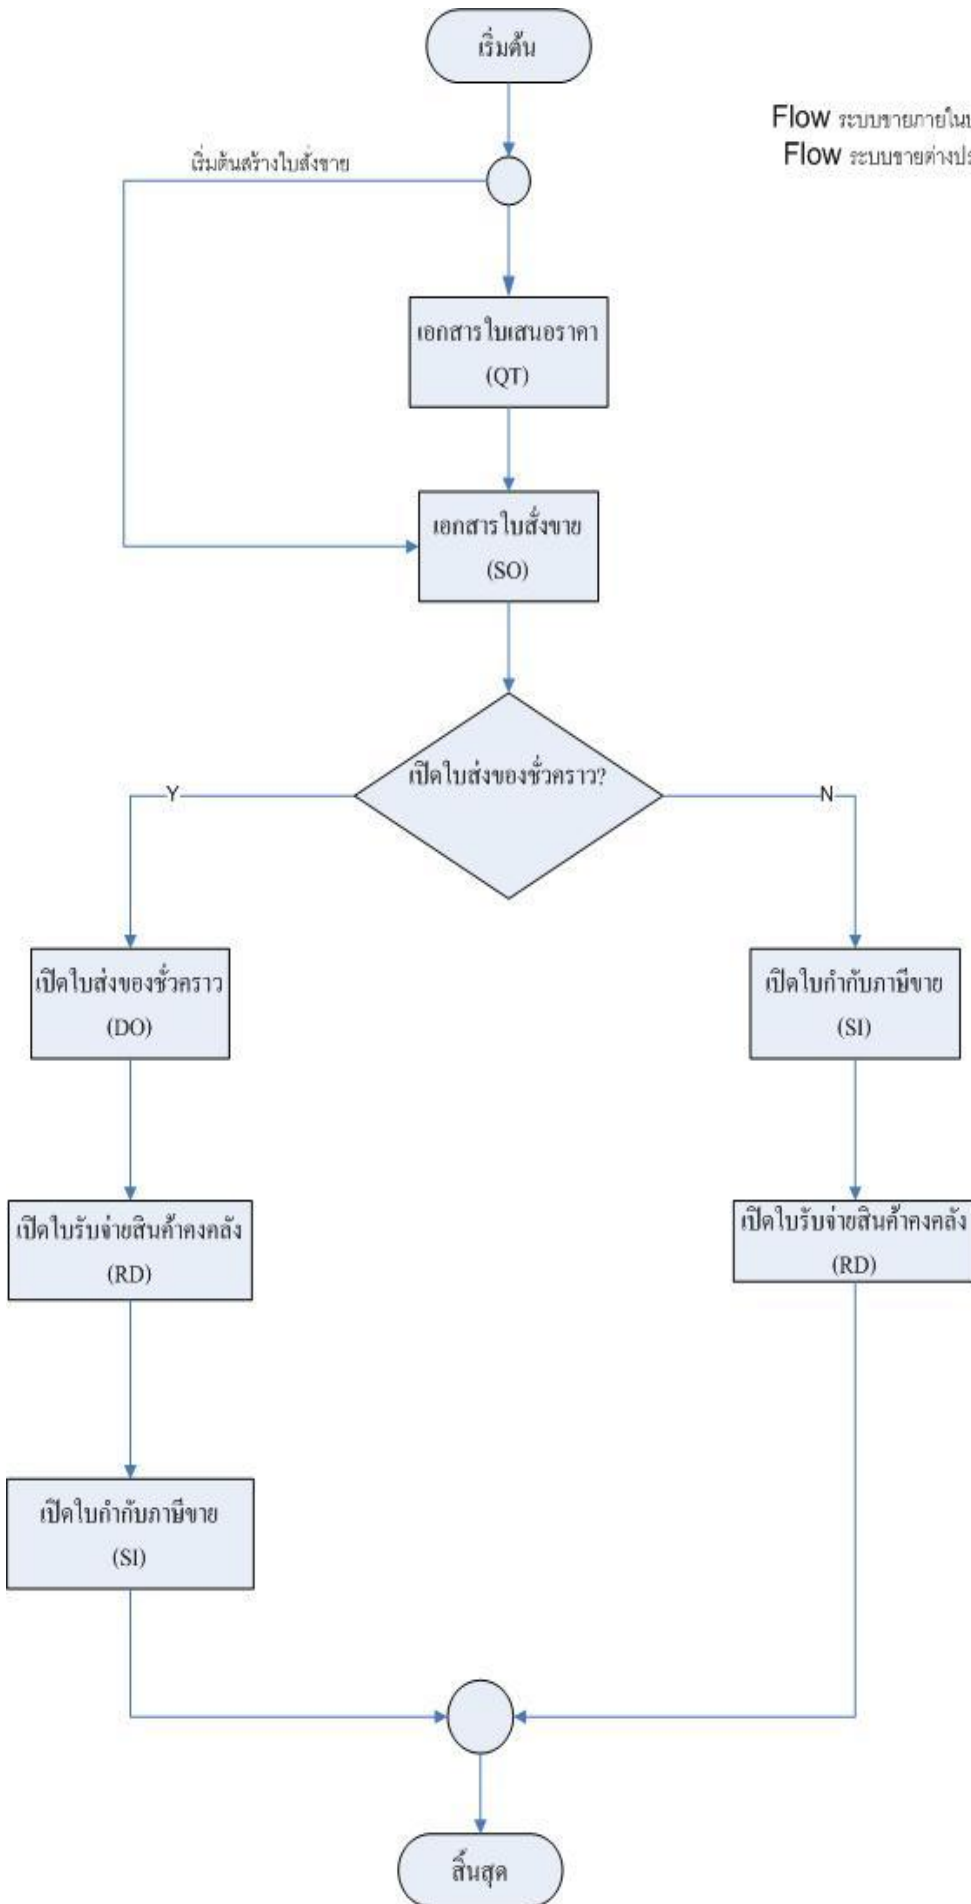 เริ่มต้น
Flow ระบบขายภายใน
Flow ระบบขาย
เริ่มต้นสร้างใบสั่งขาย
เอกสารใบเสนอราคา
(QT)
เอกสารใบสั่งขาย
(SO)
เปิดใบส่งของชั่วคราว?
Y
N
เปิดใบส่งของชั่วคราว
(DO)
เปิดใบกำกับภาษีขาย
(SI)
เปิดใบรับจ่ายสินค้าคงคลัง
(RD)
เปิดใบรับจ่ายสินค้าคงคลัง
(RD)
เปิดใบกำกับภาษีขาย
(SI)
สิ้นสุด